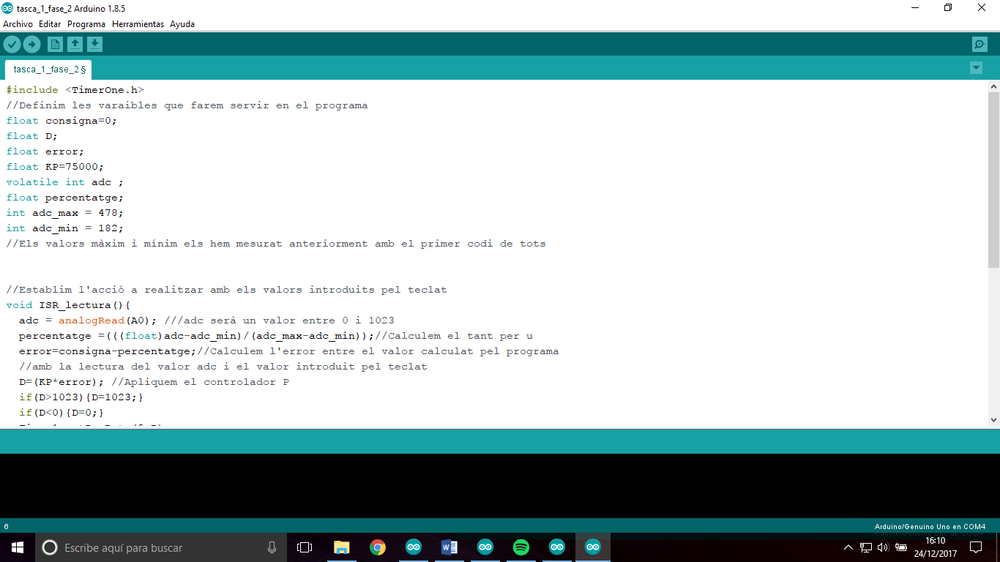 tasca_1_fase_2 Arduino 1.8.5
Archivo Editar Programa Herramientas Ayuda
tasca_1_fase_2 §
#include <TimerOne.h>
//Definim les varaibles que farem servir en el programa
float consigna=0;
float D;
float error;
float KP=75000;
volatile int adc ;
float percentatge;
int adc_max = 478;
int adc_min = 182;
//Els valors màxim i mínim els hem mesurat anteriorment amb el primer codi de tots
//Establim l'acció a realitzar amb els valors introduits pel teclat
void ISR_lectura(){
adc = analogRead(A0); ///adc serà un valor entre 0 i 1023
percentatge =(((float)adc-adc_min)/(adc_max-adc_min));//Calculem el tant per u
error=consigna-percentatge;//Calculem l'error entre el valor calculat pel programa
//amb la lectura del valor adc i el valor introduit pel teclat
D=(KP*error); //Apliquem el controlador P
if(D>1023){D=1023;}
if(D<0){D=0;}
6
Arduino/Genuino Uno en COM4
Escribe aquí para buscar
16:10
24/12/2017